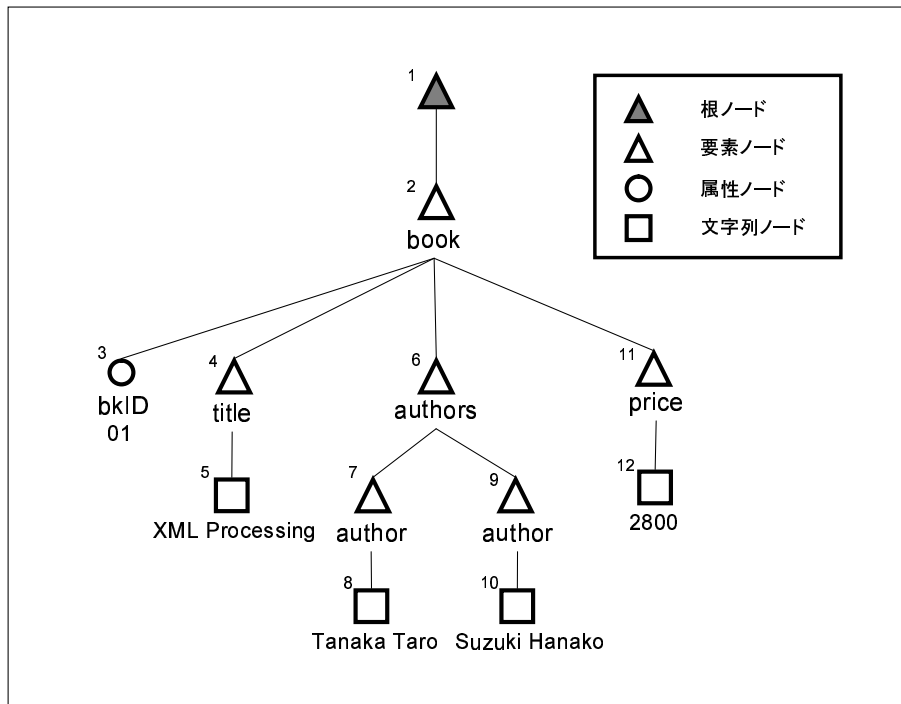 1
根ノード
要素ノード
属性ノード
文字列ノード
2
book
3
bkID
01
4
title
5
XML Processing
6
authors
7
author
8
Tanaka Taro
9
author
10
Suzuki Hanako
11
price
12
2800